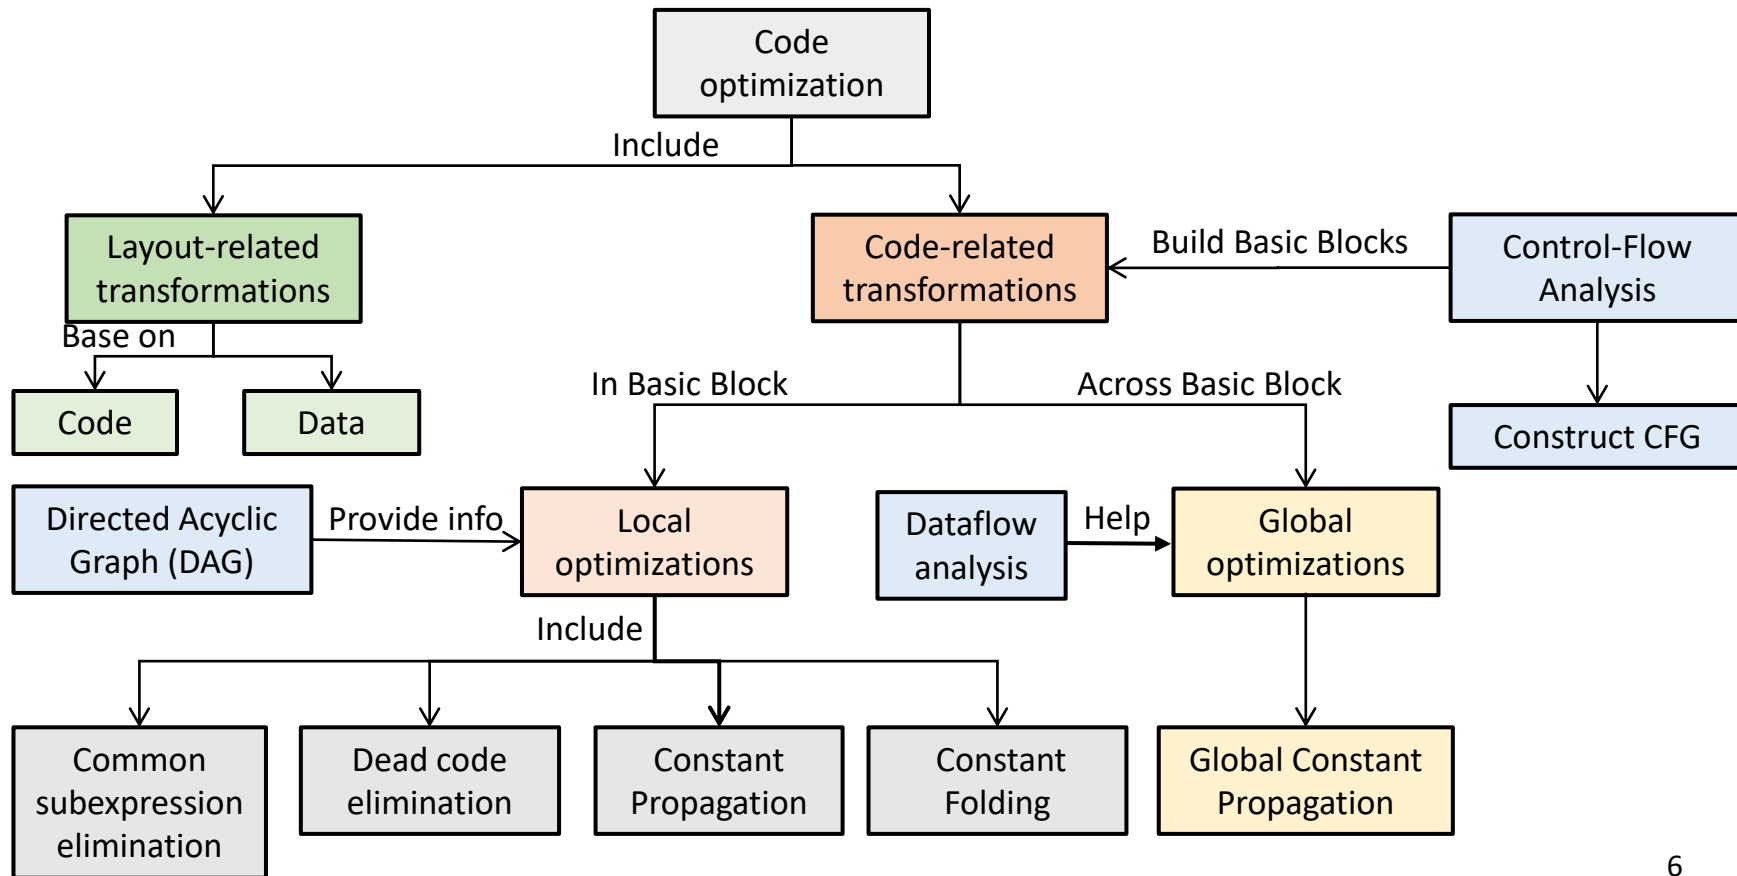 Code
optimization
Include
Layout-related
transformations
Code-related
transformations
Build Basic Blocks
Control-Flow
Analysis
Base on
Code
Data
In Basic Block
Across Basic Block
Construct CFG
Directed Acyclic
Graph (DAG)
Provide info
Local
optimizations
Dataflow
analysis
Help
Global
optimizations
Include
Common
subexpression
elimination
Dead code
elimination
Constant
Propagation
Constant
Folding
Global Constant
Propagation
6